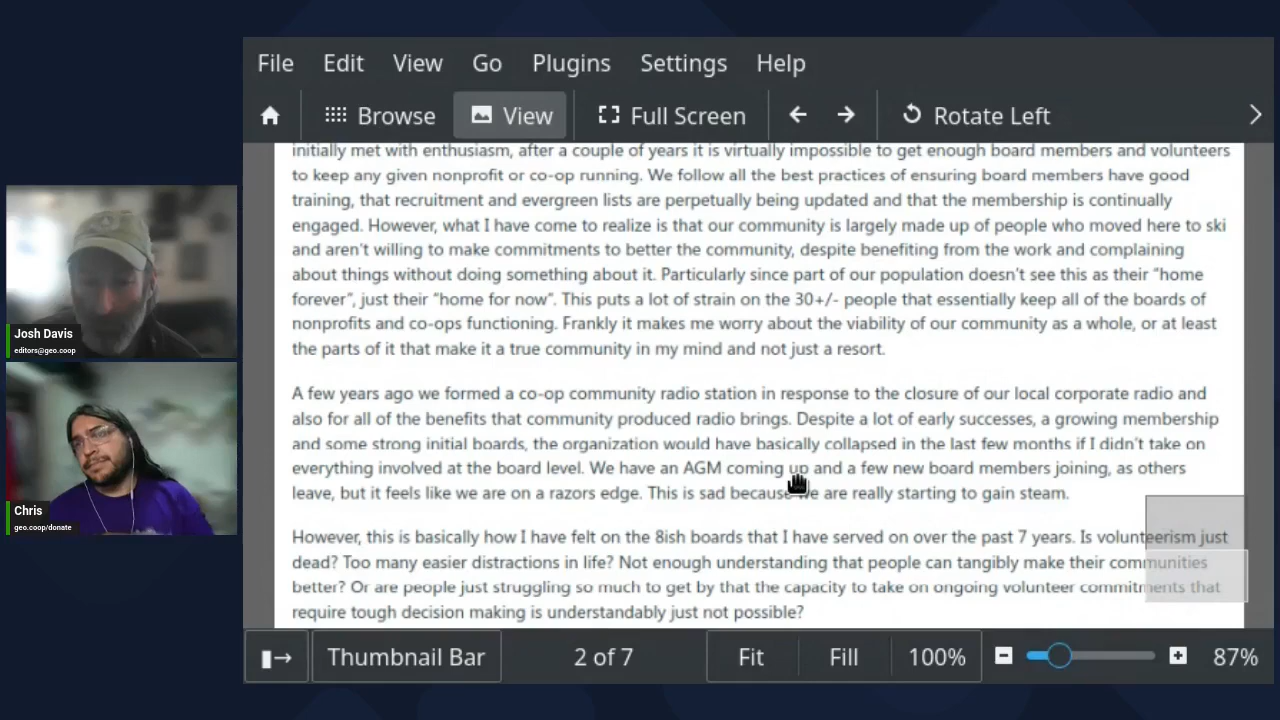 File Edit View Go Plugins Settings Help
Browse View Full Screen Rotate Left
initially met with enthusiasm, after a couple of years it is virtually impossible to get enough board members and volunteers
to keep any given nonprofit or co-op running. We follow all the best practices of ensuring board members have good
training, that recruitment and evergreen lists are perpetually being updated and that the membership is continually
engaged. However, what I have come to realize is that our community is largely made up of people who moved here to ski
and aren't willing to make commitments to better the community, despite benefiting from the work and complaining
about things without doing something about it. Particularly since part of our population doesn't see this as their "home
forever", just their "home for now". This puts a lot of strain on the 30+/- people that essentially keep all of the boards of
nonprofits and co-ops functioning. Frankly it makes me worry about the viability of our community as a whole, or at least
the parts of it that make it a true community in my mind and not just a resort.
A few years ago we formed a co-op community radio station in response to the closure of our local corporate radio and
also for all of the benefits that community produced radio brings. Despite a lot of early successes, a growing membership
and some strong initial boards, the organization would have basically collapsed in the last few months if I didn't take on
everything involved at the board level. We have an AGM coming up and a few new board members joining, as others
leave, but it feels like we are on a razors edge. This is sad because we are really starting to gain steam.
However, this is basically how I have felt on the 8ish boards that I have served on over the past 7 years. Is volunteerism just
dead? Too many easier distractions in life? Not enough understanding that people can tangibly make their communities
better? Or are people just struggling so much to get by that the capacity to take on ongoing volunteer commitments that
require tough decision making is understandably just not possible?
Thumbnail Bar 2 of 7 Fit Fill 100% 87%
Josh Davis
editors@geo.coop
Chris
geo.coop/donate